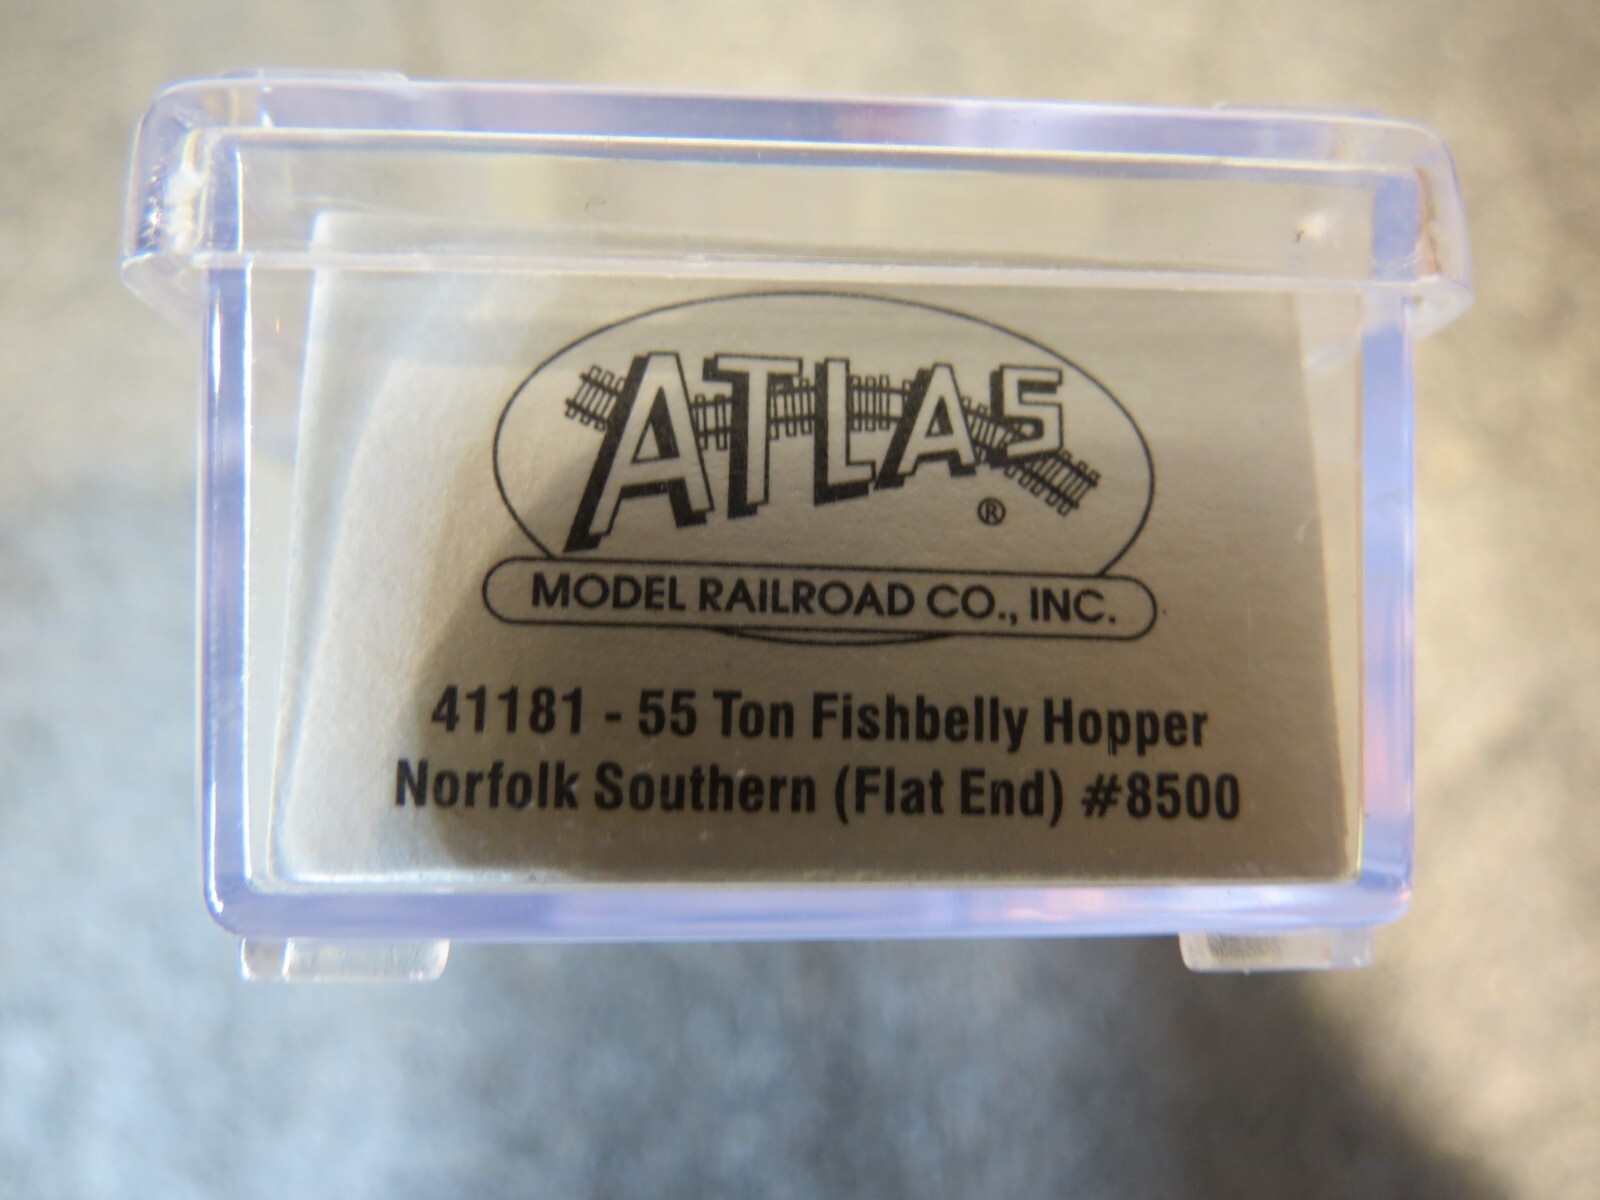 ATLAS
®
MODEL RAILROAD CO., INC.
41181 - 55 Ton Fishbelly Hopper
Norfolk Southern (Flat End) #8500